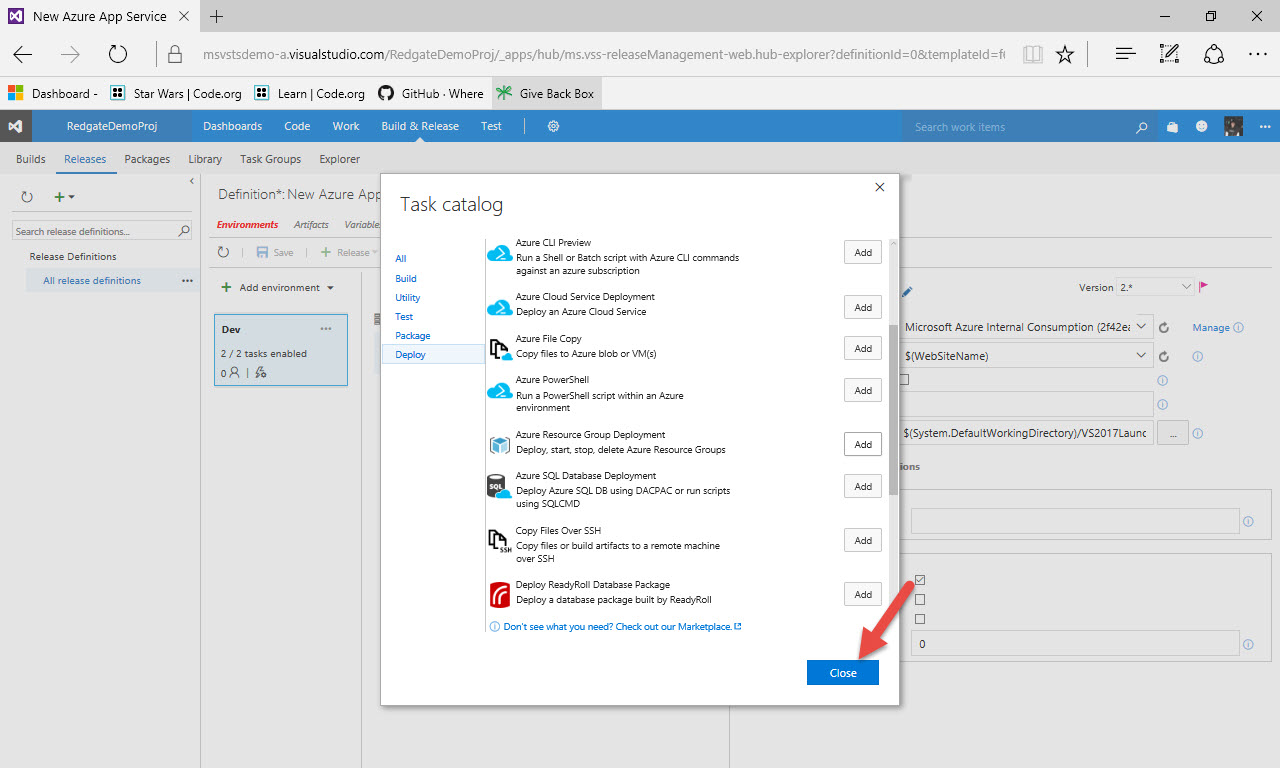 New Azure App Service
msvstsdemo-a.visualstudio.com/RedgateDemoProj/_apps/hub/ms.vss-releaseManagement-web.hub-explorer?definitionId=0&templateId=f
Dashboard -
Star Wars | Code.org
Learn | Code.org
GitHub · Where
Give Back Box
RedgateDemoProj
Dashboards
Code
Work
Build & Release
Test
Search work items
Builds
Releases
Packages
Library
Task Groups
Explorer
Search release definitions...
Release Definitions
All release definitions
Definition*: New Azure App
Environments
Artifacts
Variable
Save
Release
Add environment
Dev
2 / 2 tasks enabled
0
Task catalog
All
Build
Utility
Test
Package
Deploy
Azure CLI Preview
Run a Shell or Batch script with Azure CLI commands
against an azure subscription
Add
Azure Cloud Service Deployment
Deploy an Azure Cloud Service
Add
Azure File Copy
Copy files to Azure blob or VM(s)
Add
Azure PowerShell
Run a PowerShell script within an Azure
environment
Add
Azure Resource Group Deployment
Deploy, start, stop, delete Azure Resource Groups
Add
SQL
Azure SQL Database Deployment
Deploy Azure SQL DB using DACPAC or run scripts
using SQLCMD
Add
SSH
Copy Files Over SSH
Copy files or build artifacts to a remote machine
over SSH
Add
Deploy ReadyRoll Database Package
Deploy a database package built by ReadyRoll
Add
Don't see what you need? Check out our Marketplace.
Close
Version 2.*
Microsoft Azure Internal Consumption (2f42ea
Manage
$(WebSiteName)
$(System.DefaultWorkingDirectory)/VS2017Launc
...
ions
0